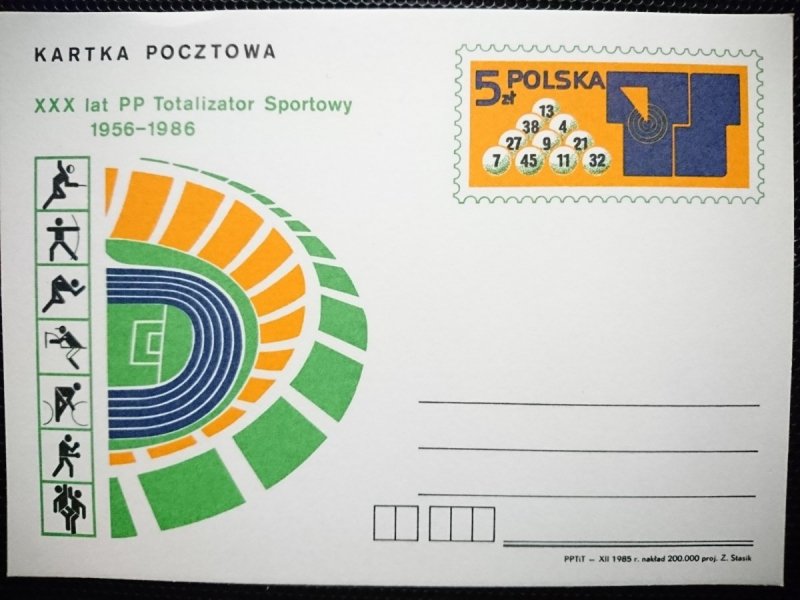 KARTKA POCZTOWA
XXX lat PP Totalizator Sportowy
1956-1986
5 zł POLSKA
13
38 4
27 9 21
7 45 11 32
PPTiT — XII 1985 r. nakład 200.000 proj. Z. Stasik